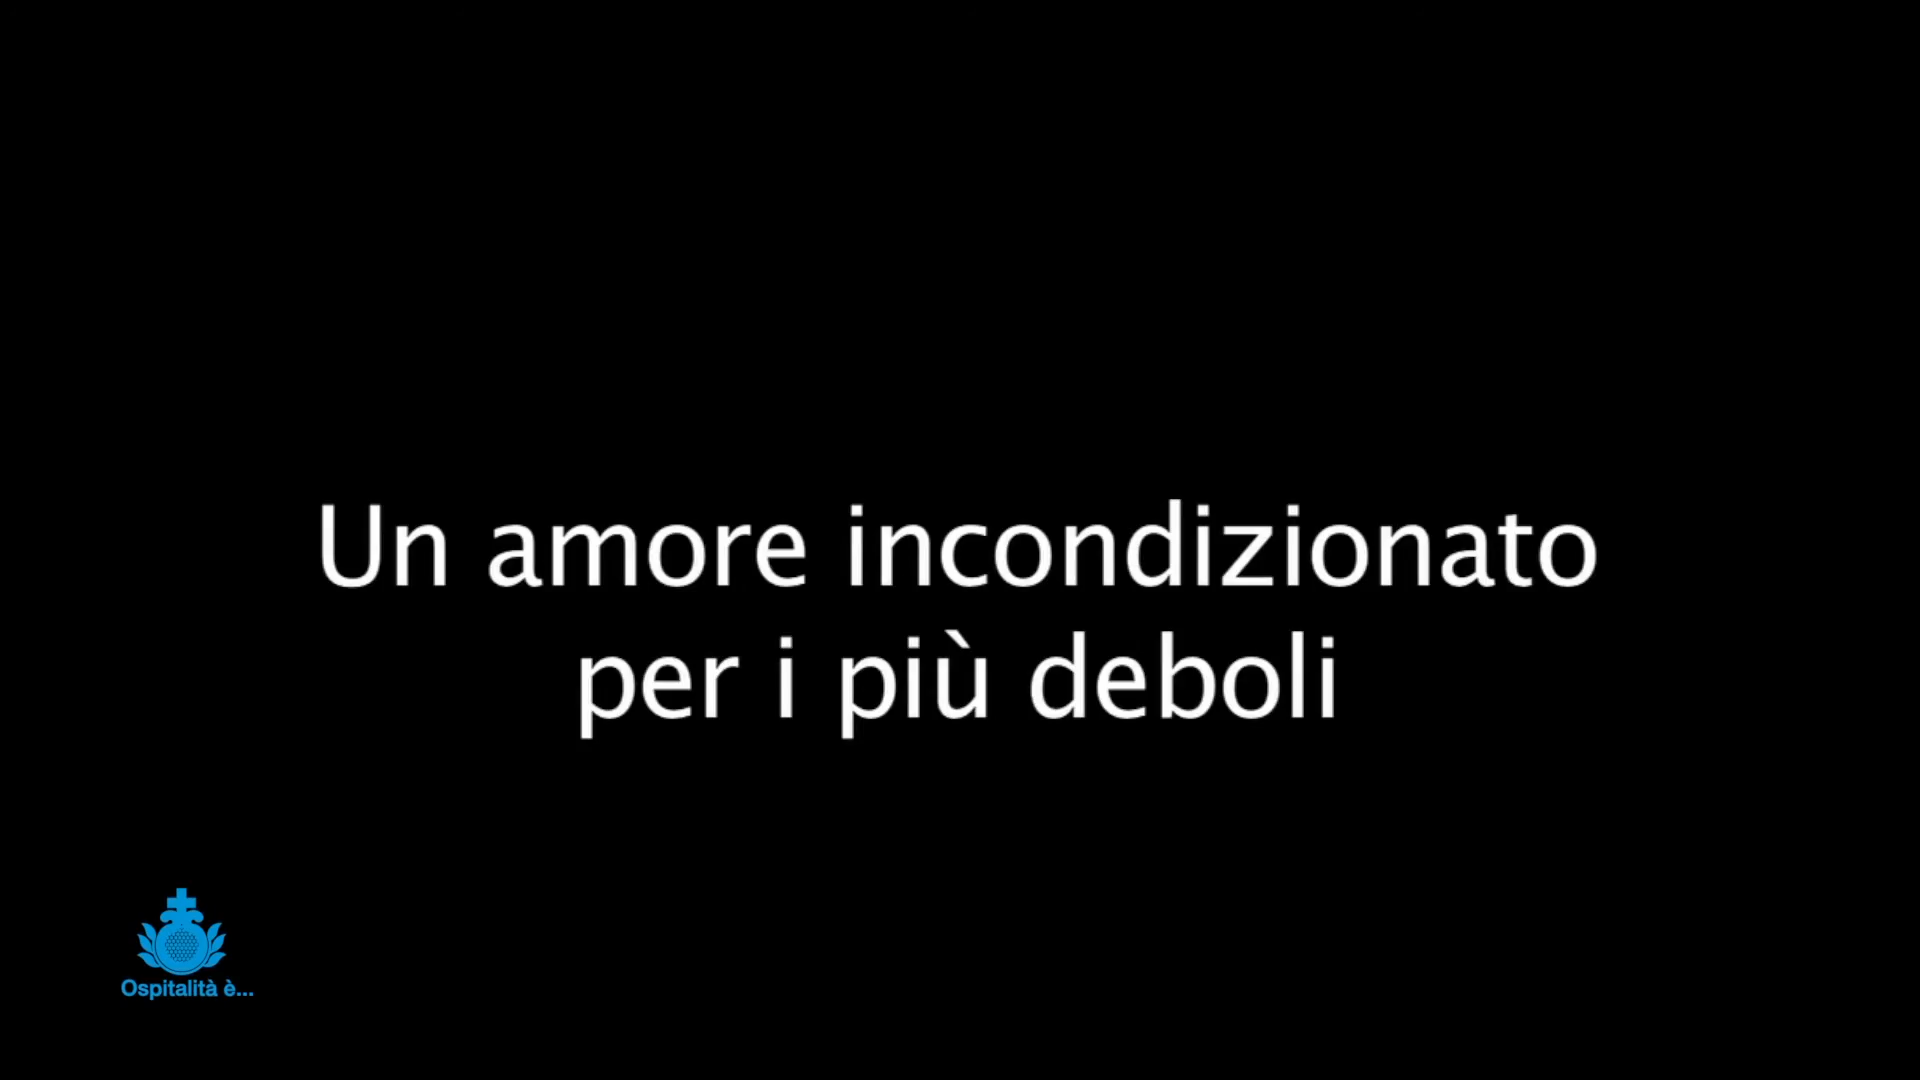 Un amore incondizionato
per i più deboli
Ospitalità è...